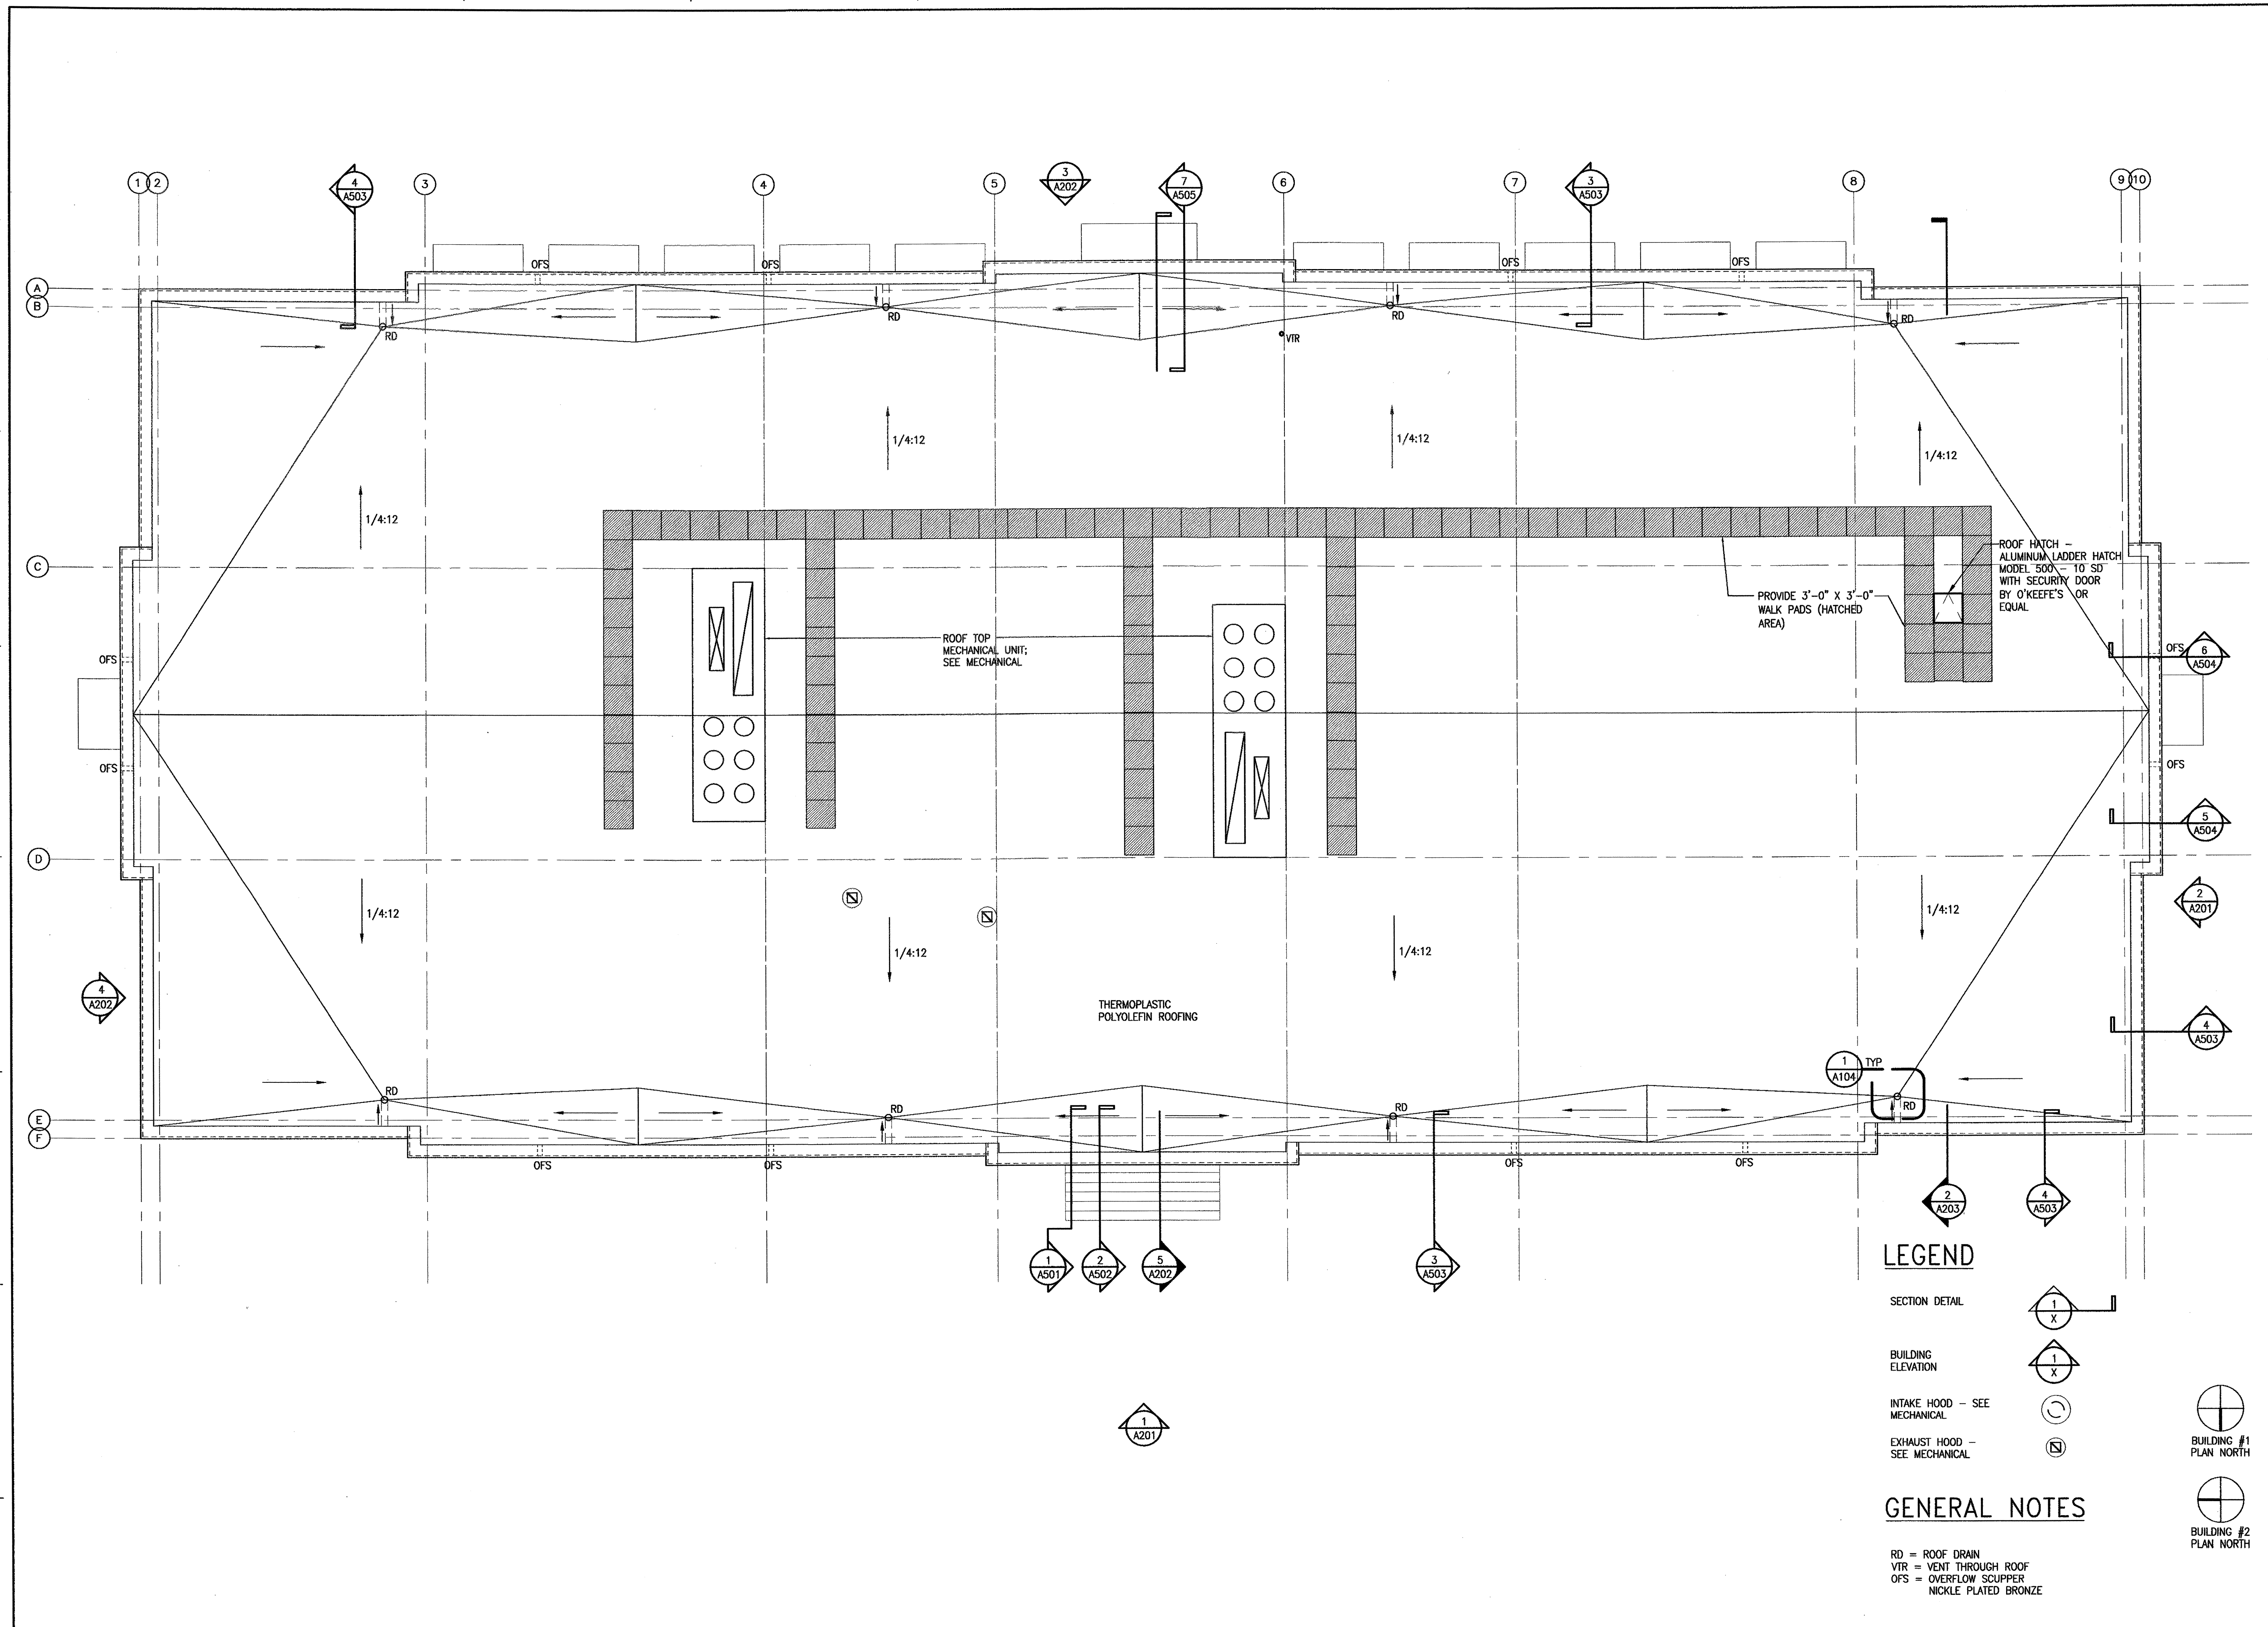 1
2
4
A503
3
4
5
3
A202
7
A505
6
7
3
A503
8
9
10
OFS
OFS
OFS
OFS
A
B
RD
RD
RD
RD
VTR
1/4:12
1/4:12
1/4:12
1/4:12
C
ROOF HATCH -
ALUMINUM LADDER HATCH
MODEL 500 - 10 SD
WITH SECURITY DOOR
BY O'KEEFE'S OR
EQUAL
PROVIDE 3'-0" X 3'-0"
WALK PADS (HATCHED
AREA)
ROOF TOP
MECHANICAL UNIT;
SEE MECHANICAL
OFS
OFS
6
A504
OFS
OFS
5
A504
D
2
A201
1/4:12
1/4:12
1/4:12
1/4:12
4
A202
THERMOPLASTIC
POLYOLEFIN ROOFING
4
A503
1
A104
TYP
RD
RD
RD
RD
E
F
OFS
OFS
OFS
OFS
2
A203
4
A503
1
A501
2
A502
5
A202
3
A503
LEGEND
SECTION DETAIL
1
X
BUILDING
ELEVATION
1
X
INTAKE HOOD - SEE
MECHANICAL
EXHAUST HOOD -
SEE MECHANICAL
1
A201
BUILDING #1
PLAN NORTH
GENERAL NOTES
BUILDING #2
PLAN NORTH
RD = ROOF DRAIN
VTR = VENT THROUGH ROOF
OFS = OVERFLOW SCUPPER
NICKLE PLATED BRONZE